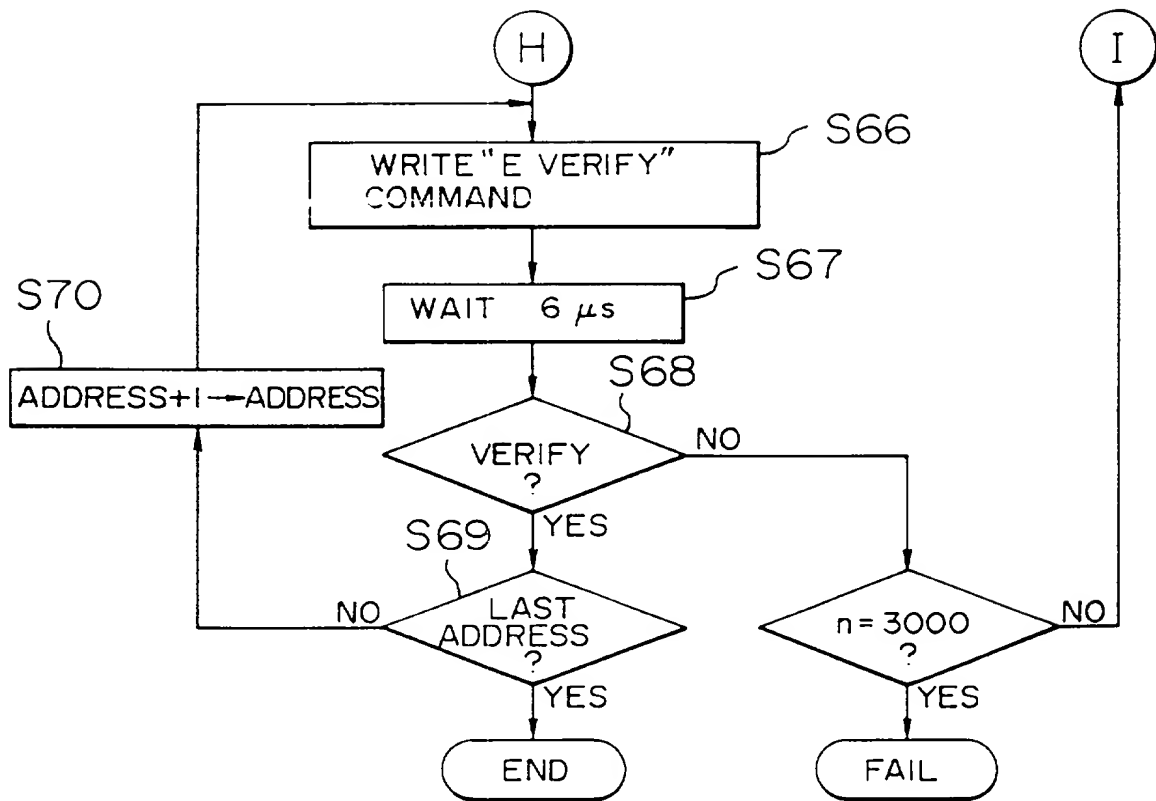 H
I
S66
WRITE "E VERIFY"
COMMAND
S67
WAIT 6 μs
S70
ADDRESS+1→ADDRESS
S68
VERIFY
?
NO
YES
S69
LAST
ADDRESS
?
NO
YES
n=3000
?
NO
YES
END
FAIL